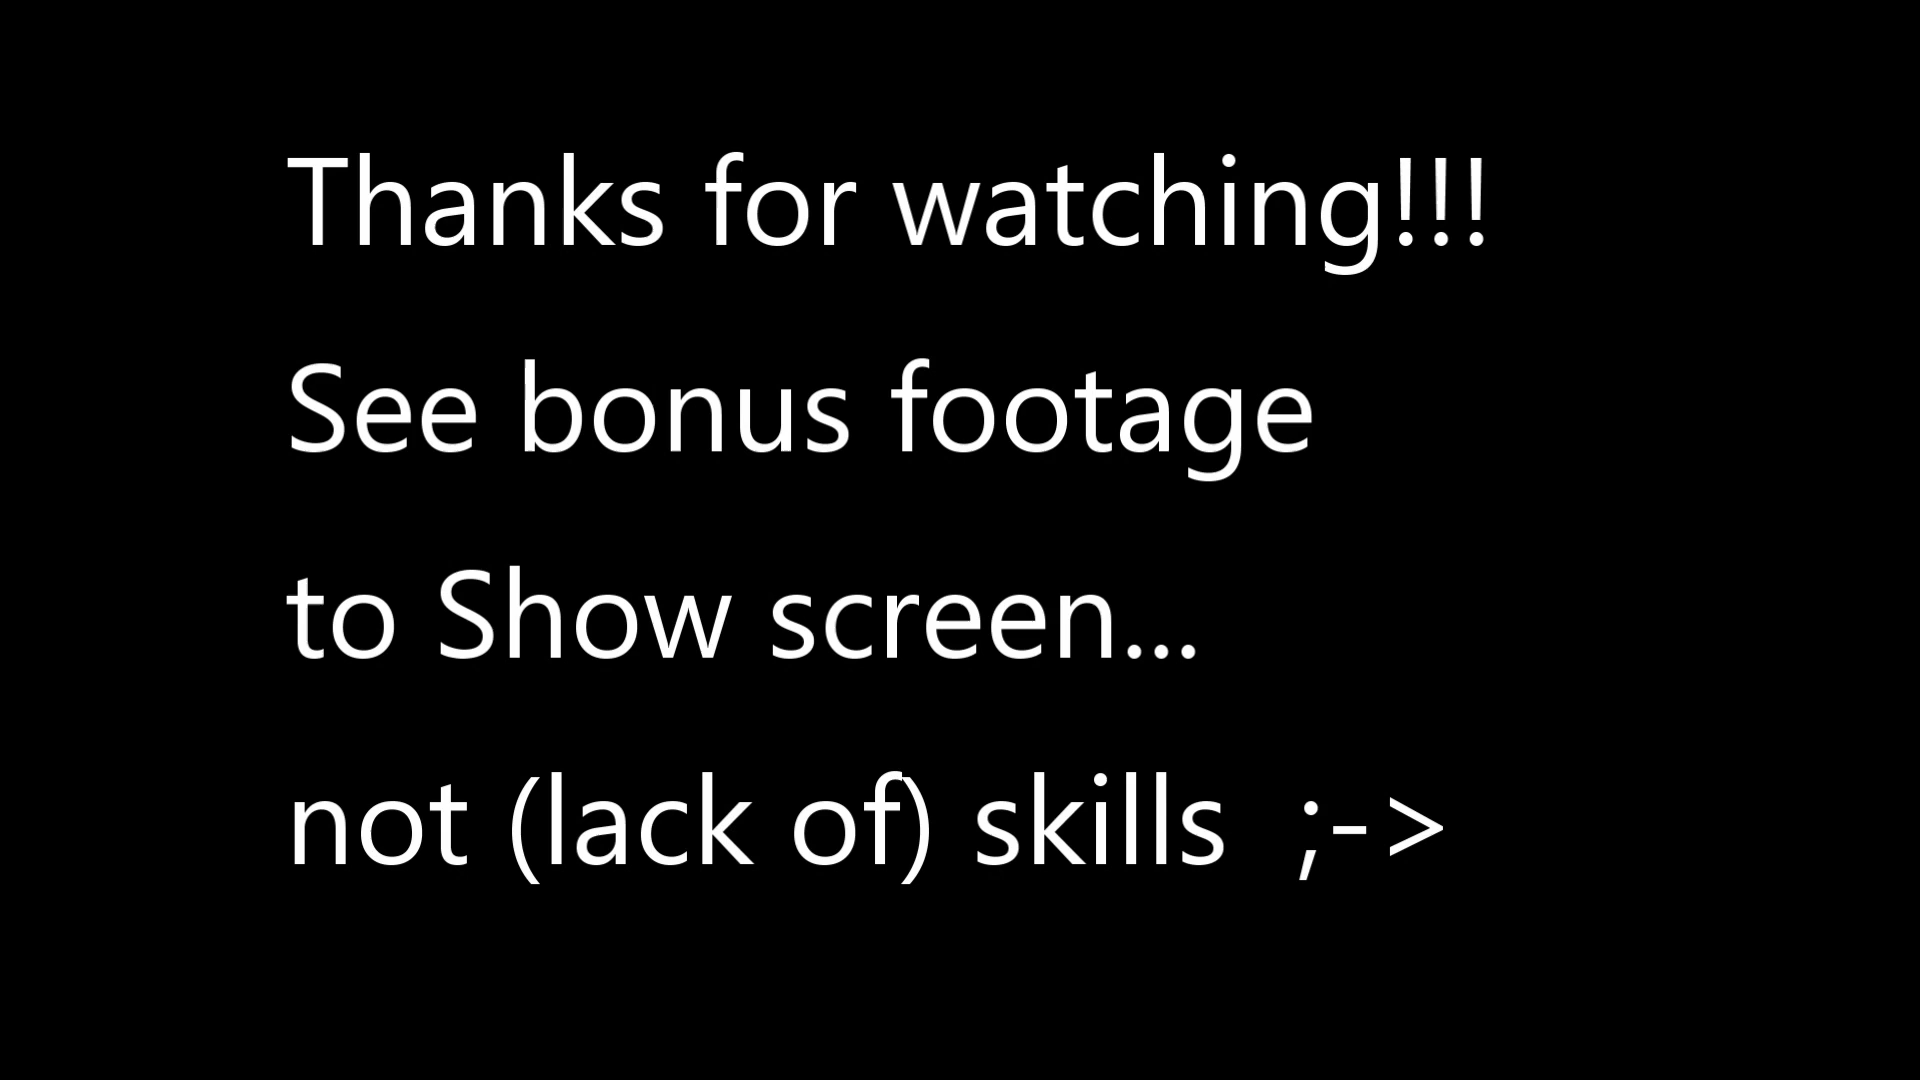 Thanks for watching!!!
See bonus footage
to Show screen...
not (lack of) skills  ;->